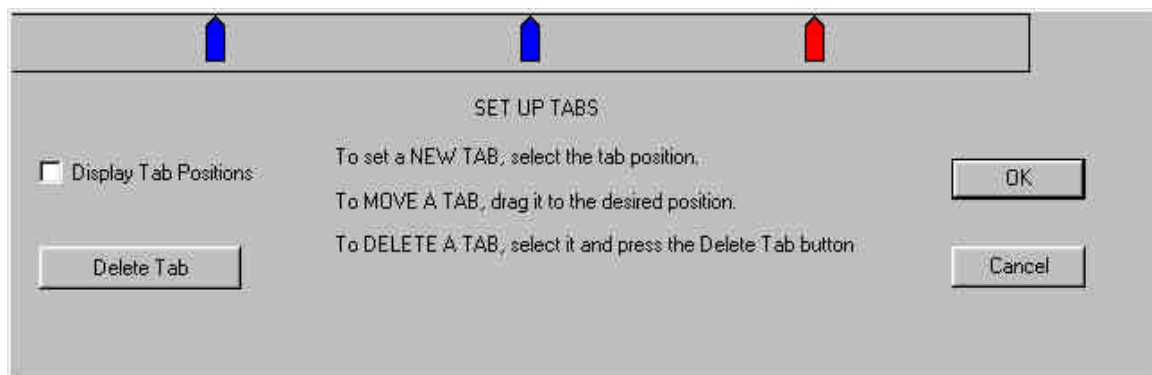 SET UP TABS
To set a NEW TAB, select the tab position.
Display Tab Positions
OK
To MOVE A TAB, drag it to the desired position.
To DELETE A TAB, select it and press the Delete Tab button
Delete Tab
Cancel